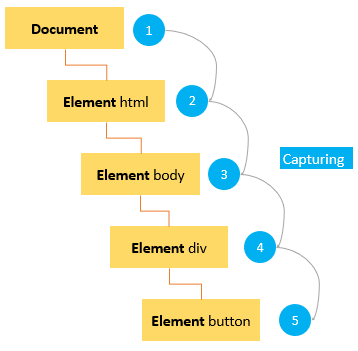 Document 1
Element html 2
Capturing
Element body 3
Element div 4
Element button 5